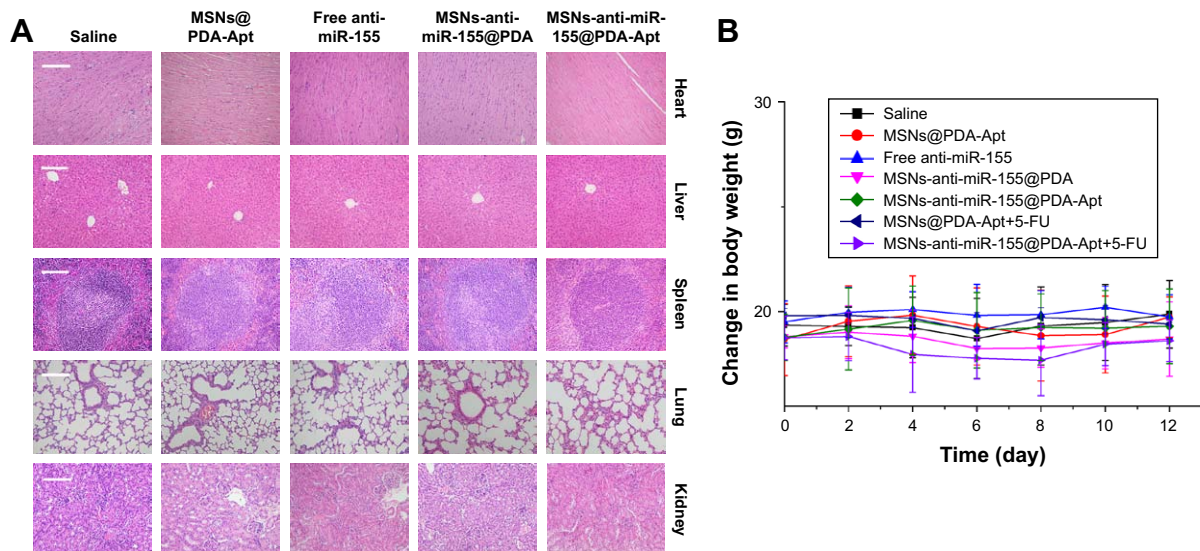 A
Saline
MSNs@
PDA-Apt
Free anti-
miR-155
MSNs-anti-
miR-155@PDA
MSNs-anti-miR-
155@PDA-Apt
Heart
Liver
Spleen
Lung
Kidney
B
Change in body weight (g)
30
20
Saline
MSNs@PDA-Apt
Free anti-miR-155
MSNs-anti-miR-155@PDA
MSNs-anti-miR-155@PDA-Apt
MSNs@PDA-Apt+5-FU
MSNs-anti-miR-155@PDA-Apt+5-FU
0 2 4 6 8 10 12
Time (day)